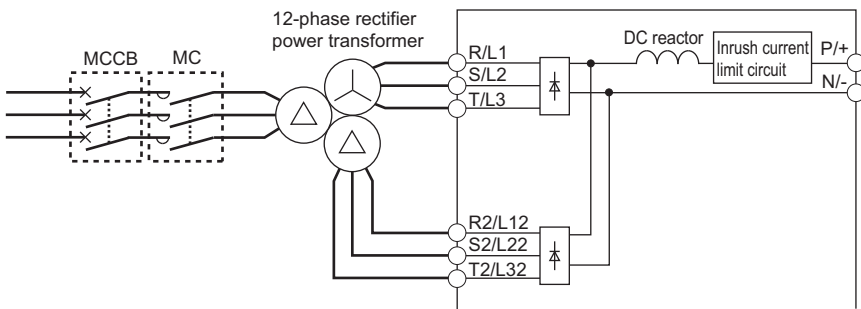 12-phase rectifier
power transformer
MCCB
MC
R/L1
S/L2
T/L3
DC reactor
Inrush current
limit circuit
P/+
N/-
R2/L12
S2/L22
T2/L32